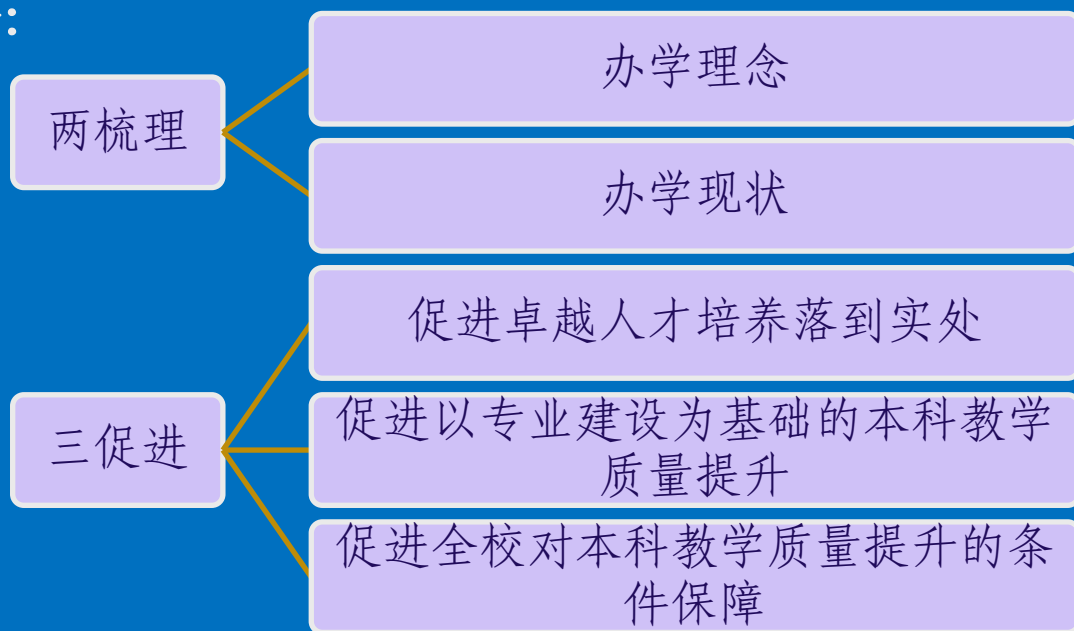 两梳理
办学理念
办学现状
三促进
促进卓越人才培养落到实处
促进以专业建设为基础的本科教学
质量提升
促进全校对本科教学质量提升的条
件保障